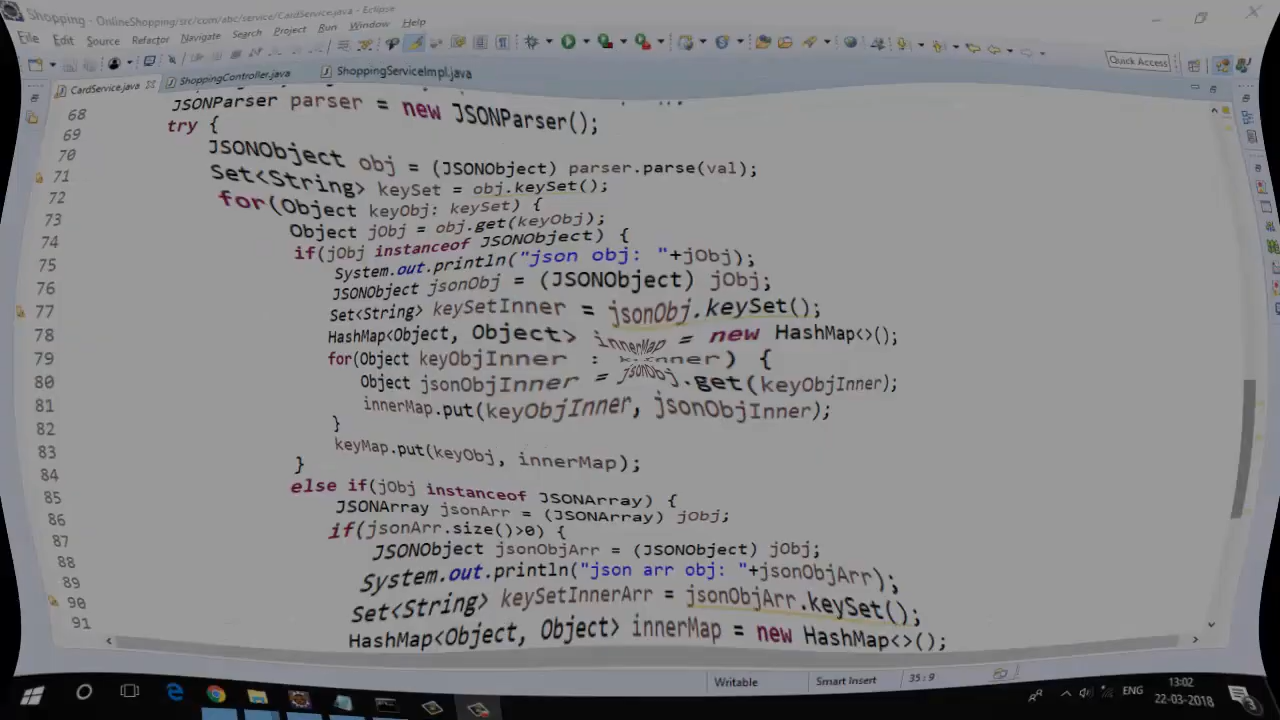 Shopping - OnlineShopping/src/com/abc/service/CardService.java - Eclipse
File Edit Source Refactor Navigate Search Project Run Window Help
Quick Access
CardService.java ShoppingController.java ShoppingServiceImpl.java
68 JSONParser parser = new JSONParser();
69 try {
70 JSONObject obj = (JSONObject) parser.parse(val);
71 Set<String> keySet = obj.keySet();
72 for(Object keyObj: keySet) {
73 Object jObj = obj.get(keyObj);
74 if(jObj instanceof JSONObject) {
75 System.out.println("json obj: "+jObj);
76 JSONObject jsonObj = (JSONObject) jObj;
77 Set<String> keySetInner = jsonObj.keySet();
78 HashMap<Object, Object> innerMap = new HashMap<>();
79 for(Object keyObjInner : ) {
80 Object jsonObjInner = jsonObj.get(keyObjInner);
81 innerMap.put(keyObjInner, jsonObjInner);
82 }
83 keyMap.put(keyObj, innerMap);
84 }
85 else if(jObj instanceof JSONArray) {
86 JSONArray jsonArr = (JSONArray) jObj;
87 if(jsonArr.size()>0) {
88 JSONObject jsonObjArr = (JSONObject) jObj;
89 System.out.println("json arr obj: "+jsonObjArr);
90 Set<String> keySetInnerArr = jsonObjArr.keySet();
91 HashMap<Object, Object> innerMap = new HashMap<>();
Writable Smart Insert 35 : 9
ENG 13:02
22-03-2018 3